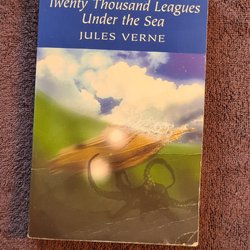 Twenty Thousand Leagues
Under the Sea
JULES VERNE